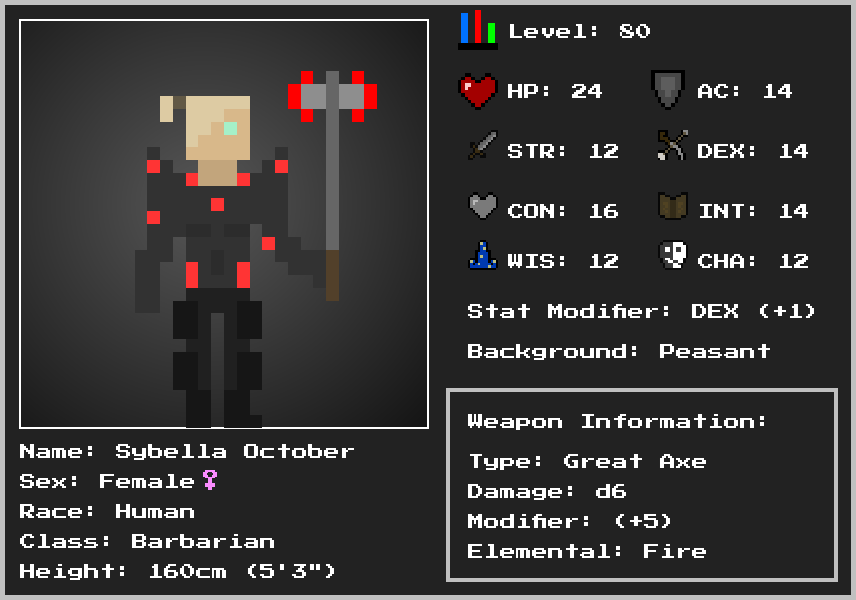 Level: 80
HP: 24 AC: 14
STR: 12 DEX: 14
CON: 16 INT: 14
WIS: 12 CHA: 12
Stat Modifier: DEX (+1)
Background: Peasant
Weapon Information:
Type: Great Axe
Damage: d6
Modifier: (+5)
Elemental: Fire
Name: Sybella October
Sex: Female♀
Race: Human
Class: Barbarian
Height: 160cm (5'3")